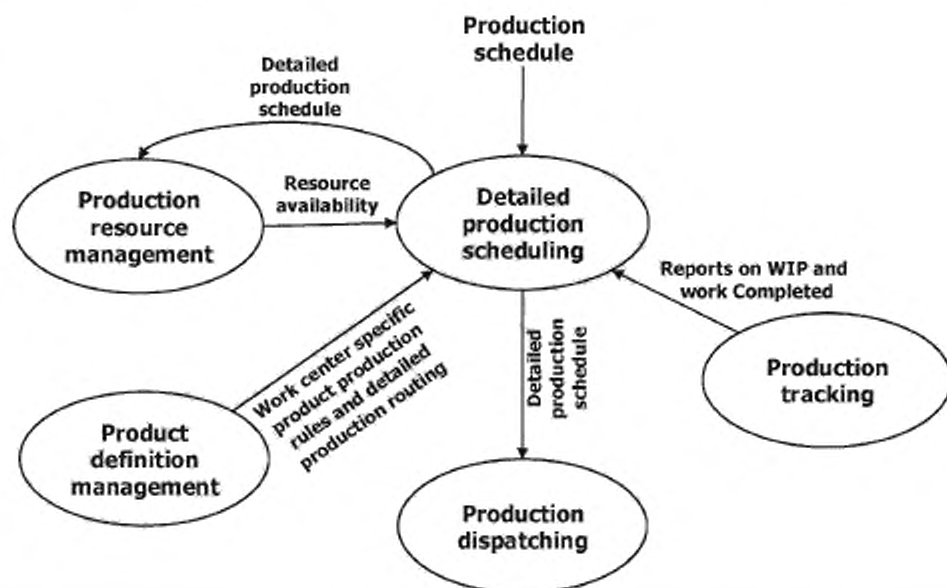 Production
schedule
Detailed
production
schedule
Production
resource
management
Resource
availability
Detailed
production
scheduling
Reports on WIP and
work Completed
Work center specific
product production
rules and detailed
production routing
Detailed
production
schedule
Production
tracking
Product
definition
management
Production
dispatching